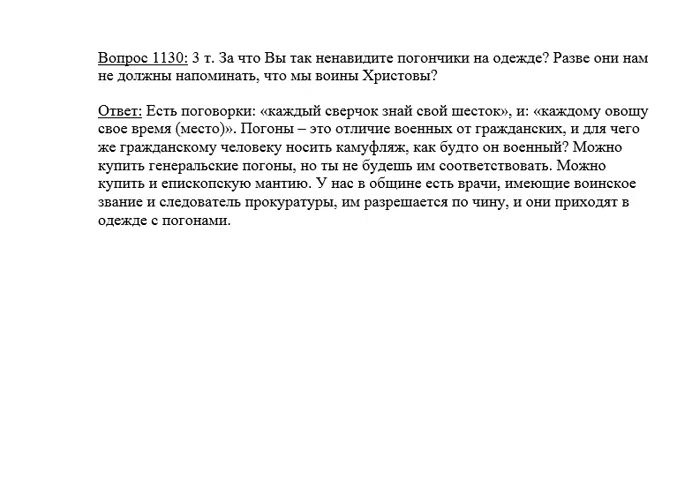 Вопрос 1130: 3 т. За что Вы так ненавидите погончики на одежде? Разве они нам
не должны напоминать, что мы воины Христовы?
Ответ: Есть поговорки: «каждый сверчок знай свой шесток», и: «каждому овощу
свое время (место)». Погоны – это отличие военных от гражданских, и для чего
же гражданскому человеку носить камуфляж, как будто он военный? Можно
купить генеральские погоны, но ты не будешь им соответствовать. Можно
купить и епископскую мантию. У нас в общине есть врачи, имеющие воинское
звание и следователь прокуратуры, им разрешается по чину, и они приходят в
одежде с погонами.